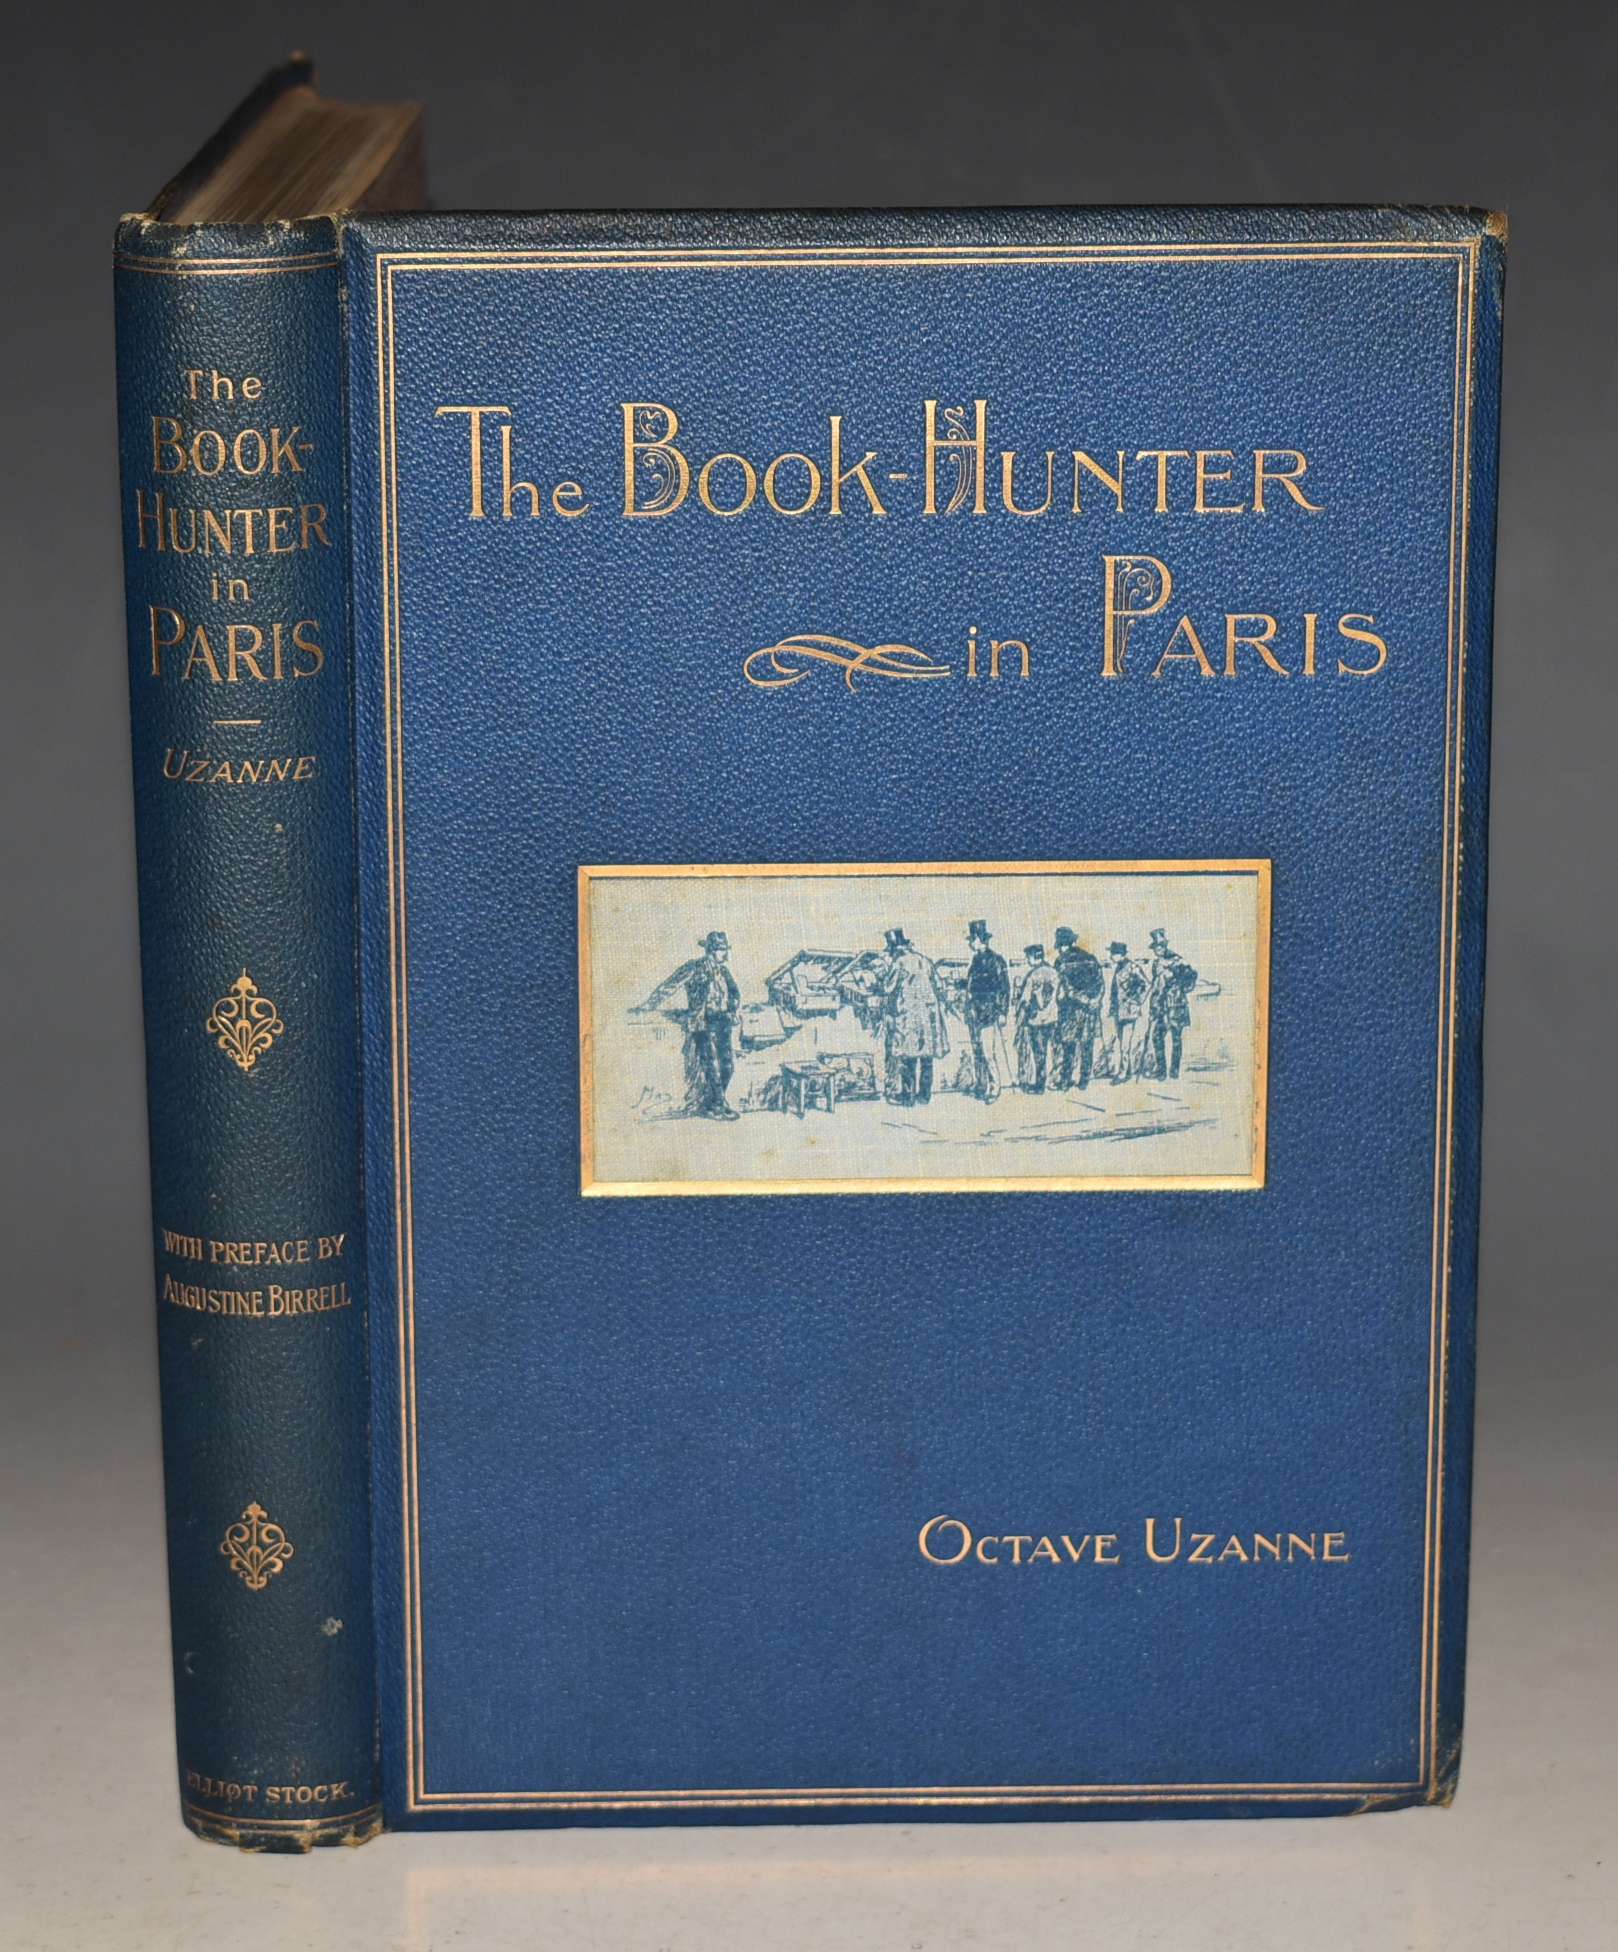 The
BOOK-
HUNTER
in
PARIS
UZANNE
WITH PREFACE BY
AUGUSTINE BIRRELL
ELLIOT STOCK.
The BOOK-HUNTER
in PARIS
OCTAVE UZANNE